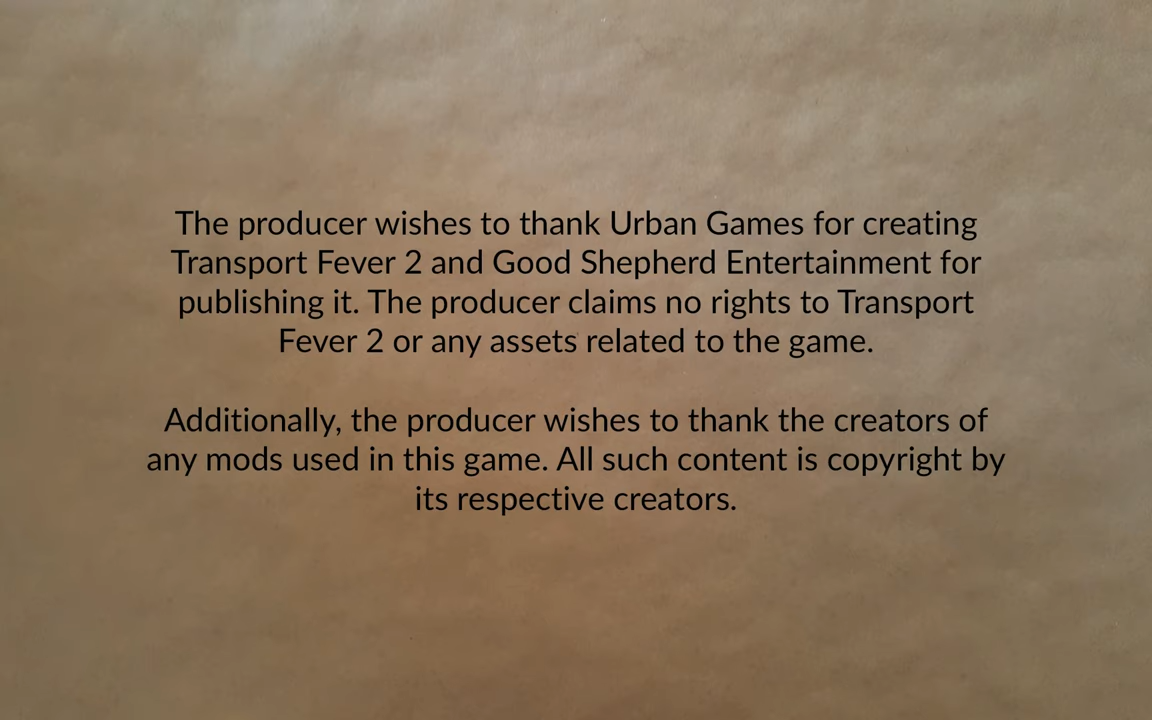 The producer wishes to thank Urban Games for creating
Transport Fever 2 and Good Shepherd Entertainment for
publishing it. The producer claims no rights to Transport
Fever 2 or any assets related to the game.
Additionally, the producer wishes to thank the creators of
any mods used in this game. All such content is copyright by
its respective creators.